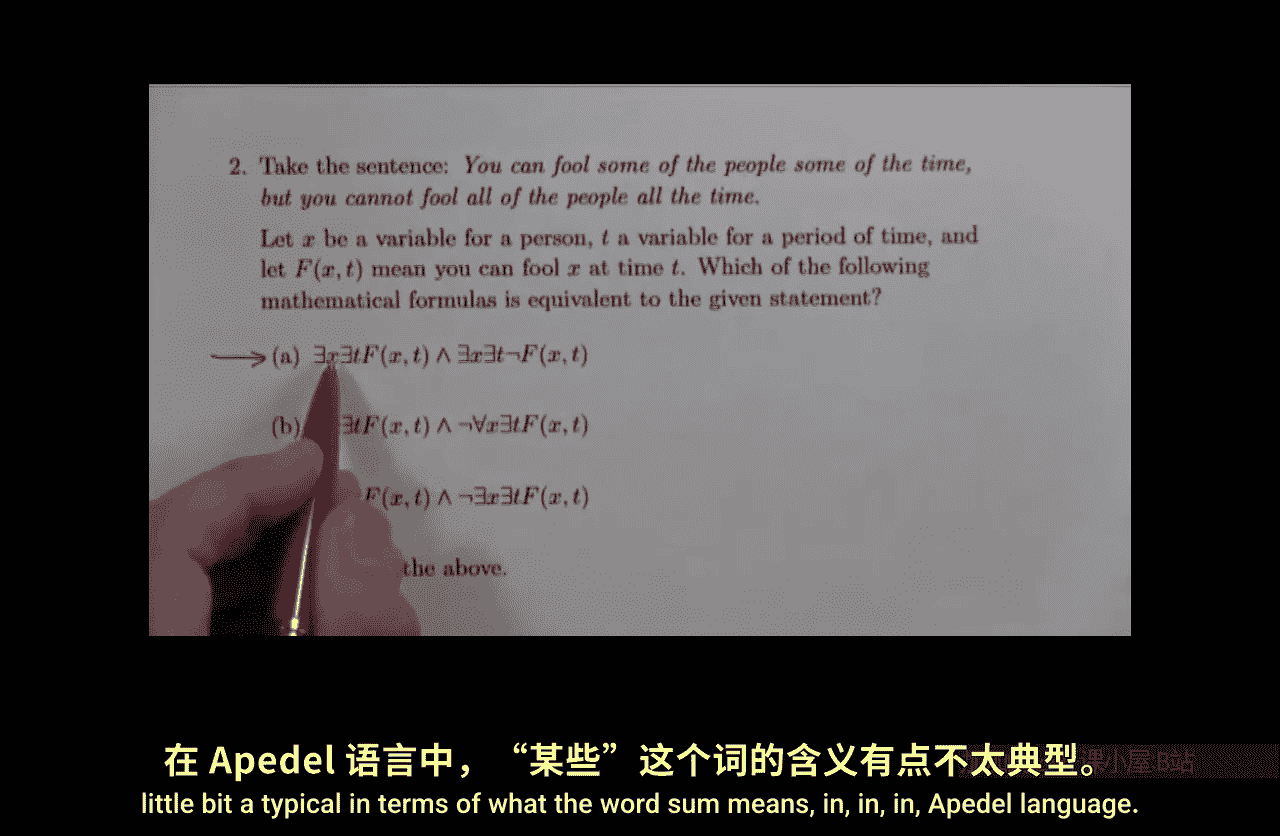 2. Take the sentence: You can fool some of the people some of the time,
but you cannot fool all of the people all the time.
Let x be a variable for a person, t a variable for a period of time, and
let F(x, t) mean you can fool x at time t. Which of the following
mathematical formulas is equivalent to the given statement?
(a) ∃x∃tF(x, t) ∧ ∃x∃t¬F(x, t)
(b) ∃tF(x, t) ∧ ¬∀x∃tF(x, t)
F(x, t) ∧ ¬∃x∃tF(x, t)
the above.
在 Apedel 语言中，“某些”这个词的含义有点不太典型。
课小屋B站
little bit a typical in terms of what the word sum means, in, in, in, Apedel language.